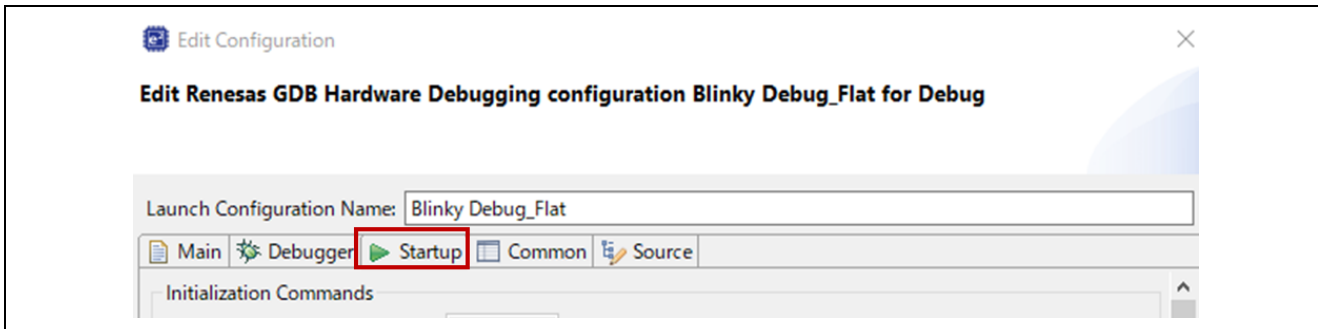 Edit Configuration
Edit Renesas GDB Hardware Debugging configuration Blinky Debug_Flat for Debug
Launch Configuration Name: Blinky Debug_Flat
Main Debugger Startup Common Source
Initialization Commands